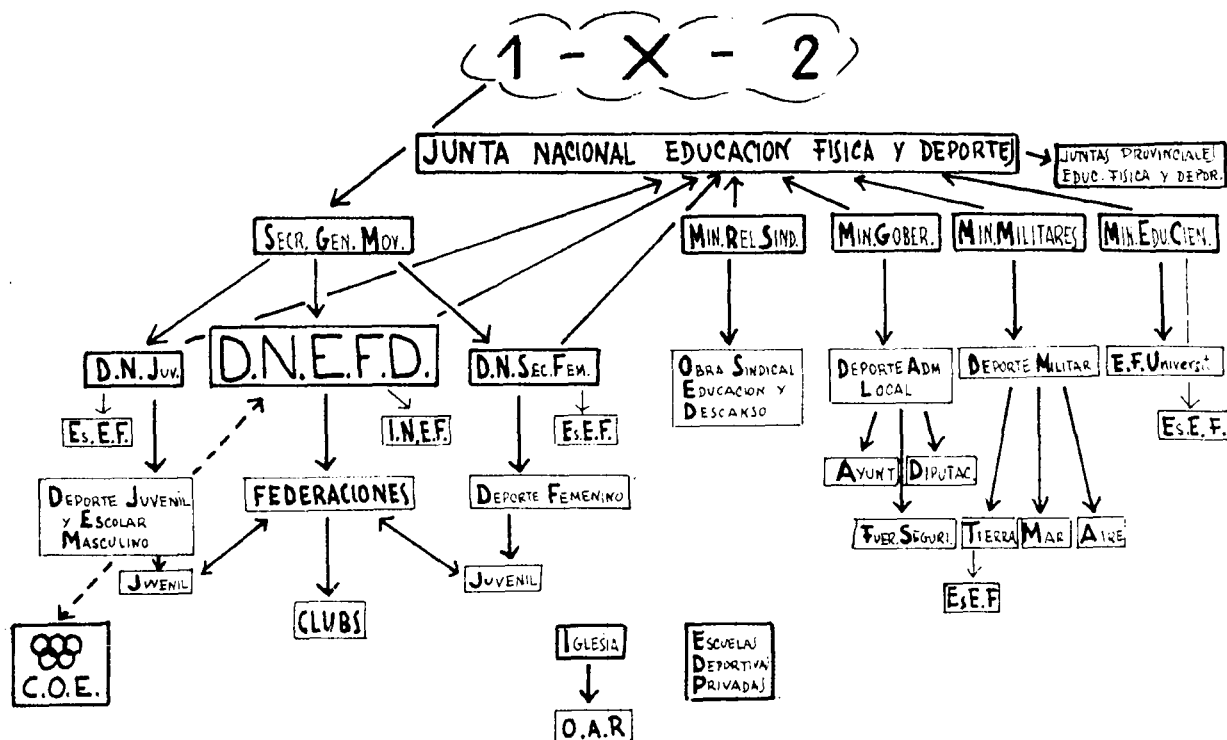 1 - X - 2
JUNTA NACIONAL EDUCACION FISICA Y DEPORTES
JUNTAS PROVINCIALES
EDUC. FISICA Y DEPOR.
SECR. GEN. MOV.
MIN. REL. SIND.
MIN. GOBER.
MIN. MILITARES
MIN. EDU. CIEN.
D.N. JUV.
D.N.E.F.D.
D.N. SEC. FEM.
OBRA SINDICAL
EDUCACION Y
DESCANSO
DEPORTE ADM
LOCAL
DEPORTE MILITAR
E.F. UNIVERSIT.
ES.E.F.
I.N.E.F.
ES.E.F.
ES.E.F.
DEPORTE JUVENIL
Y ESCOLAR
MASCULINO
FEDERACIONES
DEPORTE FEMENINO
AYUNT
DIPUTAC.
FUER. SEGURI.
TIERRA
MAR
AIRE
JUVENIL
JUVENIL
ES E.F
CLUBS
C.O.E.
IGLESIA
ESCUELAS
DEPORTIVAS
PRIVADAS
O.A.R